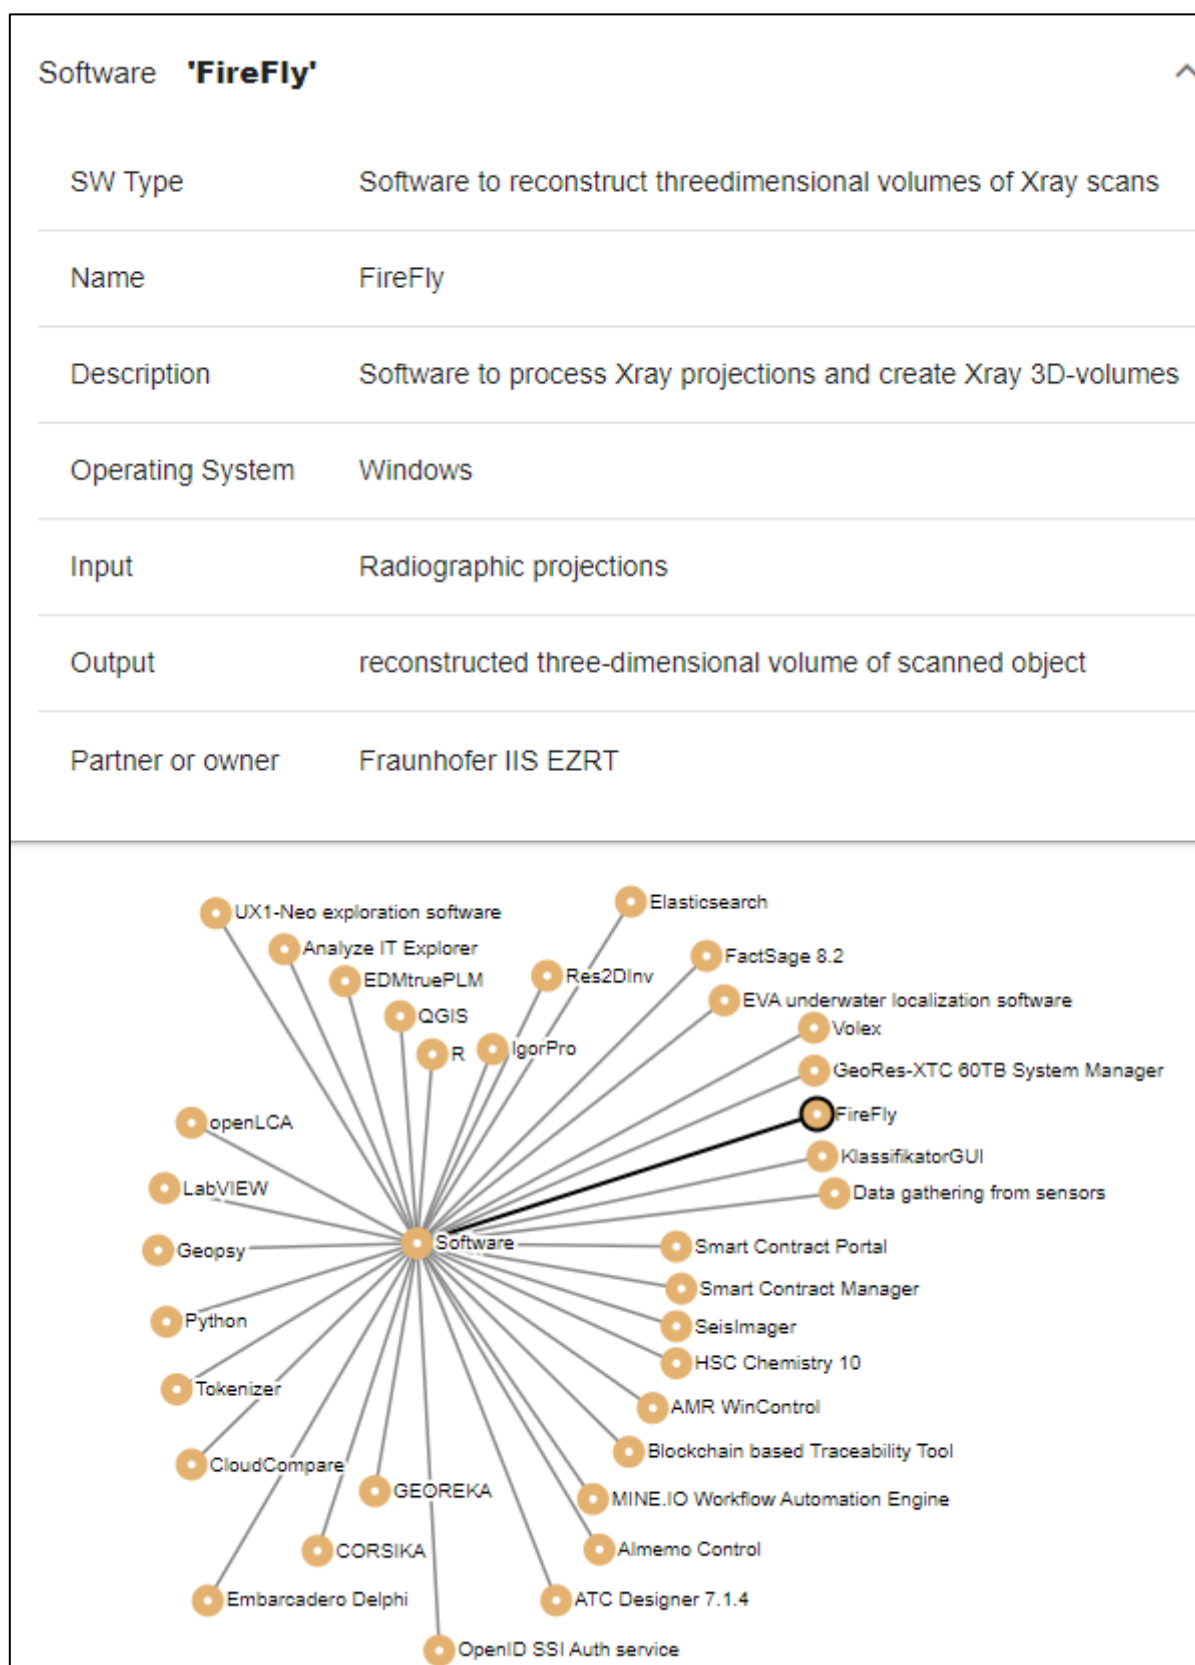 Software 'FireFly'
SW Type Software to reconstruct threedimensional volumes of Xray scans
Name FireFly
Description Software to process Xray projections and create Xray 3D-volumes
Operating System Windows
Input Radiographic projections
Output reconstructed three-dimensional volume of scanned object
Partner or owner Fraunhofer IIS EZRT
UX1-Neo exploration software
Elasticsearch
Analyze IT Explorer
FactSage 8.2
EDMtruePLM
Res2DInv
EVA underwater localization software
QGIS
Volex
R
IgorPro
GeoRes-XTC 60TB System Manager
FireFly
openLCA
KlassifikatorGUI
LabVIEW
Data gathering from sensors
Geopsy
Software
Smart Contract Portal
Smart Contract Manager
Python
SeisImager
HSC Chemistry 10
Tokenizer
AMR WinControl
CloudCompare
Blockchain based Traceability Tool
GEOREKA
MINE.IO Workflow Automation Engine
CORSIKA
Almemo Control
Embarcadero Delphi
ATC Designer 7.1.4
OpenID SSI Auth service